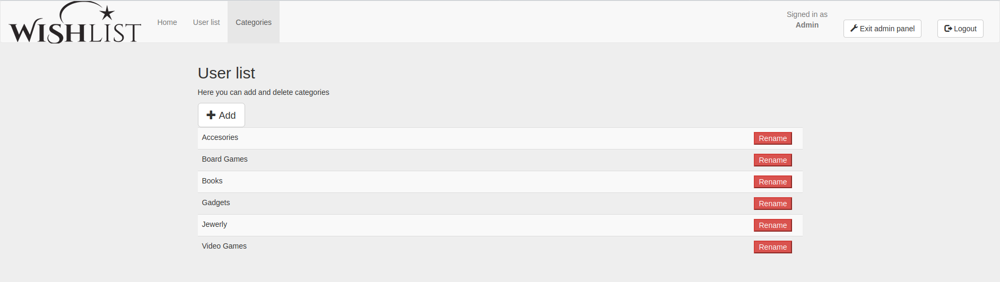 WISHLIST
Home
User list
Categories
Signed in as
Admin
Exit admin panel
Logout
User list
Here you can add and delete categories
Add
Accesories
Rename
Board Games
Rename
Books
Rename
Gadgets
Rename
Jewerly
Rename
Video Games
Rename